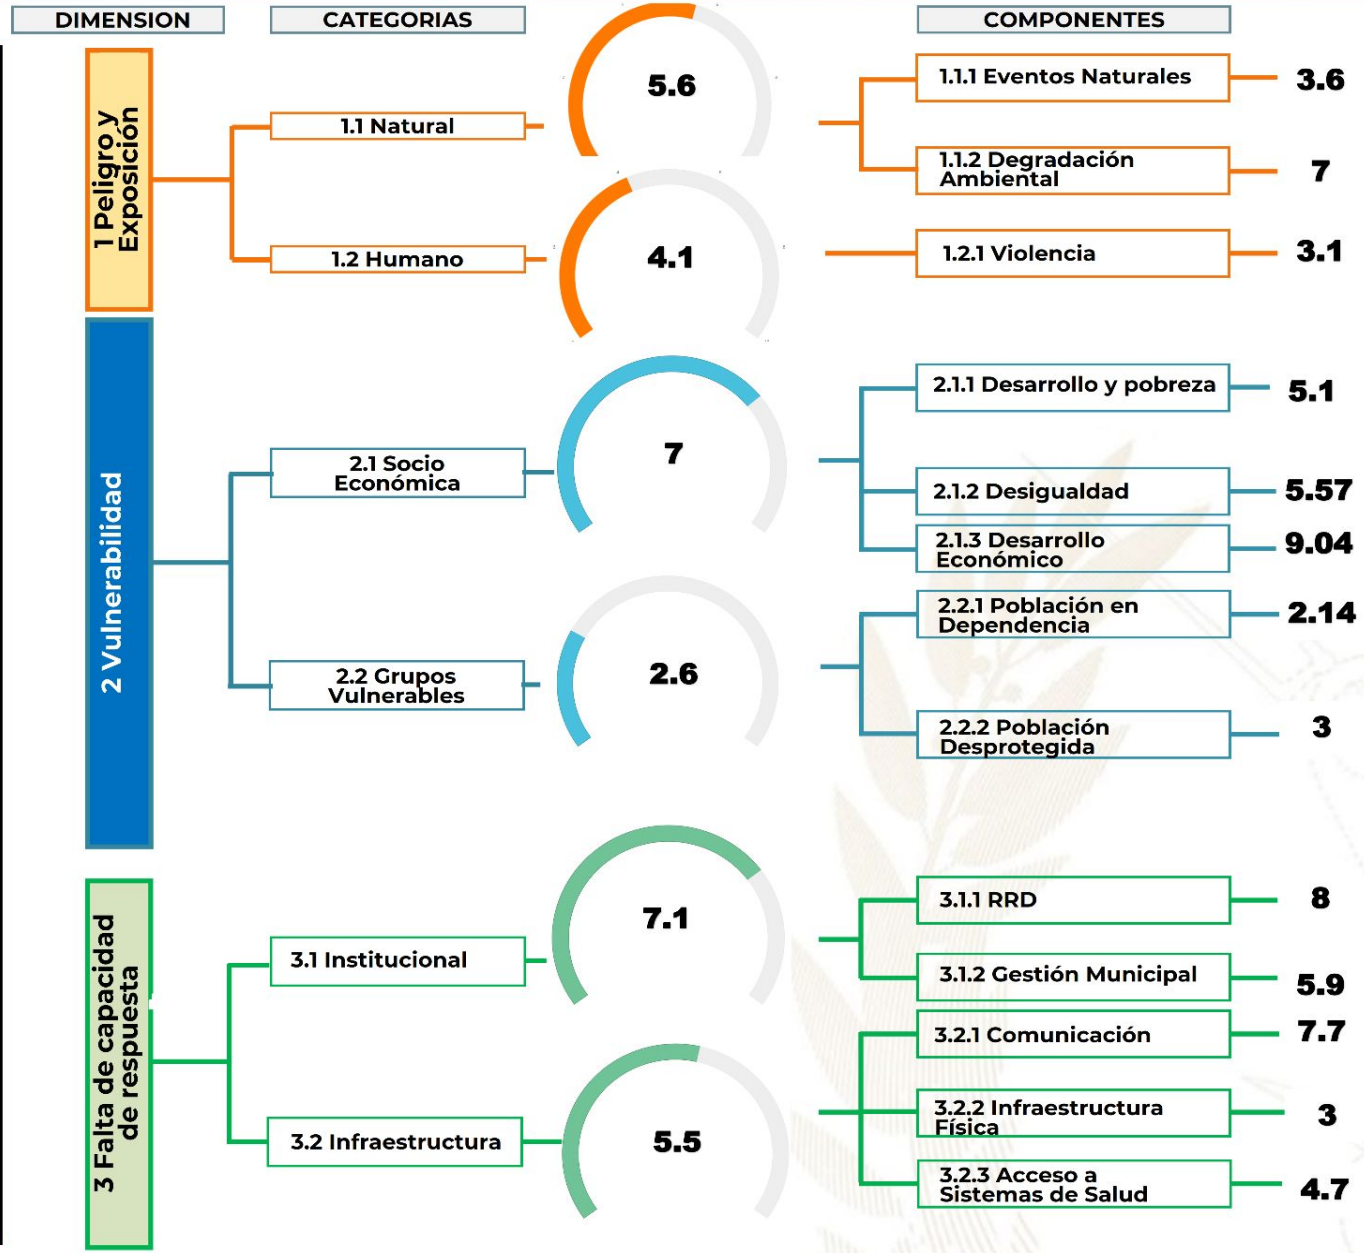 DIMENSION
CATEGORIAS
COMPONENTES
1 Peligro y
Exposición
1.1 Natural
5.6
1.1.1 Eventos Naturales
3.6
1.1.2 Degradación
Ambiental
7
1.2 Humano
4.1
1.2.1 Violencia
3.1
2 Vulnerabilidad
2.1 Socio
Económica
7
2.1.1 Desarrollo y pobreza
5.1
2.1.2 Desigualdad
5.57
2.1.3 Desarrollo
Económico
9.04
2.2 Grupos
Vulnerables
2.6
2.2.1 Población en
Dependencia
2.14
2.2.2 Población
Desprotegida
3
3 Falta de capacidad
de respuesta
3.1 Institucional
7.1
3.1.1 RRD
8
3.1.2 Gestión Municipal
5.9
3.2 Infraestructura
5.5
3.2.1 Comunicación
7.7
3.2.2 Infraestructura
Física
3
3.2.3 Acceso a
Sistemas de Salud
4.7